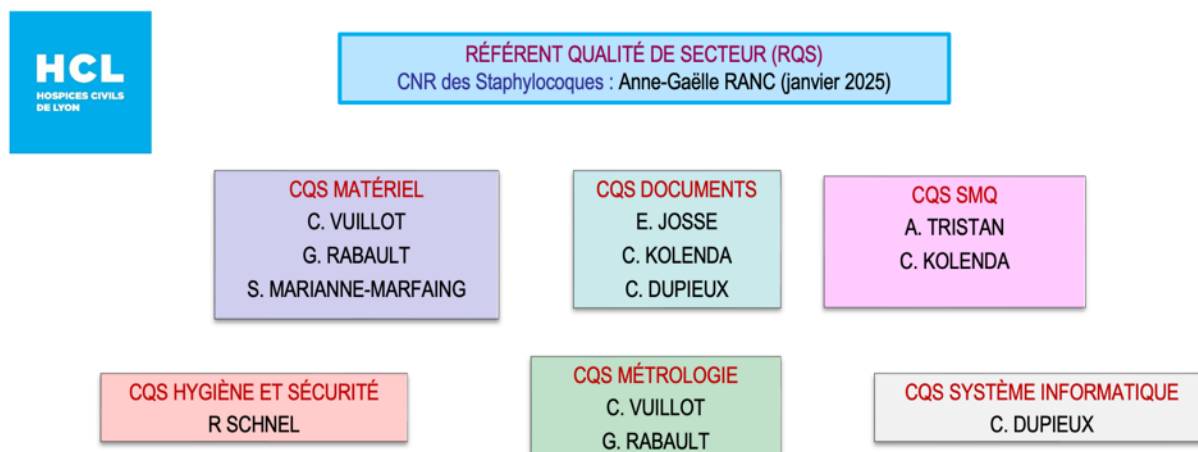 HCL
HOSPICES CIVILS
DE LYON
RÉFÉRENT QUALITÉ DE SECTEUR (RQS)
CNR des Staphylocoques : Anne-Gaëlle RANC (janvier 2025)
CQS MATÉRIEL
C. VUILLOT
G. RABAULT
S. MARIANNE-MARFAING
CQS DOCUMENTS
E. JOSSE
C. KOLENDA
C. DUPIEUX
CQS SMQ
A. TRISTAN
C. KOLENDA
CQS HYGIÈNE ET SÉCURITÉ
R SCHNEL
CQS MÉTROLOGIE
C. VUILLOT
G. RABAULT
CQS SYSTÈME INFORMATIQUE
C. DUPIEUX